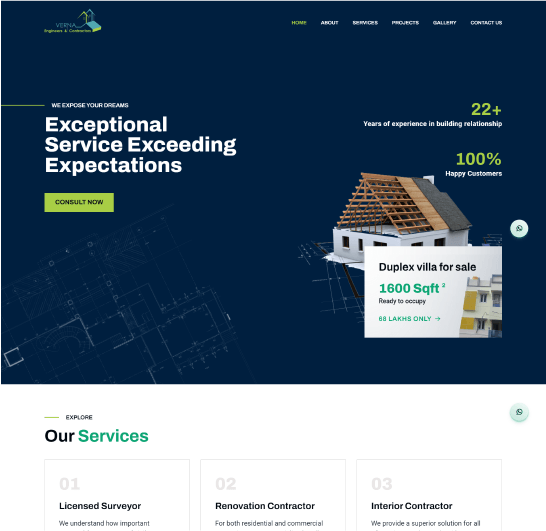 VERNA
Engineers & Contractors
HOME
ABOUT
SERVICES
PROJECTS
GALLERY
CONTACT US
WE EXPOSE YOUR DREAMS
Exceptional
Service Exceeding
Expectations
CONSULT NOW
22+
Years of experience in building relationship
100%
Happy Customers
Duplex villa for sale
1600 Sqft ²
Ready to occupy
68 LAKHS ONLY →
EXPLORE
Our Services
01
Licensed Surveyor
We understand how important
02
Renovation Contractor
For both residential and commercial
03
Interior Contractor
We provide a superior solution for all